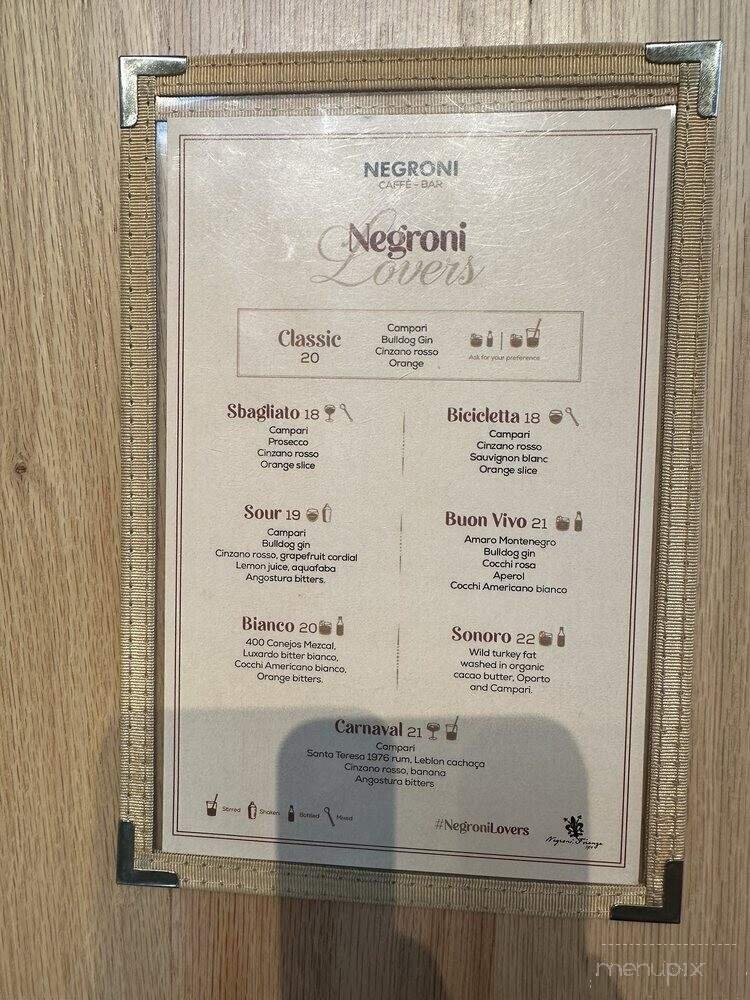 NEGRONI
CAFFÈ - BAR
Negroni
Lovers
Classic
20
Campari
Bulldog Gin
Cinzano rosso
Orange
Ask for your preference
Sbagliato 18
Campari
Prosecco
Cinzano rosso
Orange slice
Bicicletta 18
Campari
Cinzano rosso
Sauvignon blanc
Orange slice
Sour 19
Campari
Bulldog gin
Cinzano rosso, grapefruit cordial
Lemon juice, aquafaba
Angostura bitters.
Buon Vivo 21
Amaro Montenegro
Bulldog gin
Cocchi rosa
Aperol
Cocchi Americano bianco
Bianco 20
400 Conejos Mezcal,
Luxardo bitter bianco,
Cocchi Americano bianco,
Orange bitters.
Sonoro 22
Wild turkey fat
washed in organic
cacao butter, Oporto
and Campari.
Carnaval 21
Campari
Santa Teresa 1976 rum, Leblon cachaça
Cinzano rosso, banana
Angostura bitters
Stirred Shaken Bottled Mixed
#NegroniLovers
Negroni Firenze
menupix